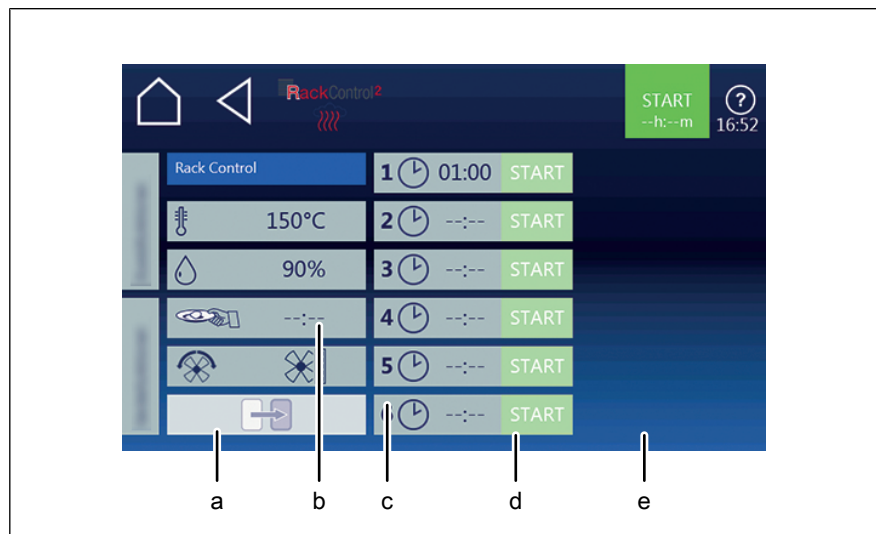 RackControl²
START
--h:--m
?
16:52
Rack Control
1 01:00 START
150°C
2 --:-- START
90%
3 --:-- START
--:--
4 --:-- START
5 --:-- START
6 --:-- START
a b c d e